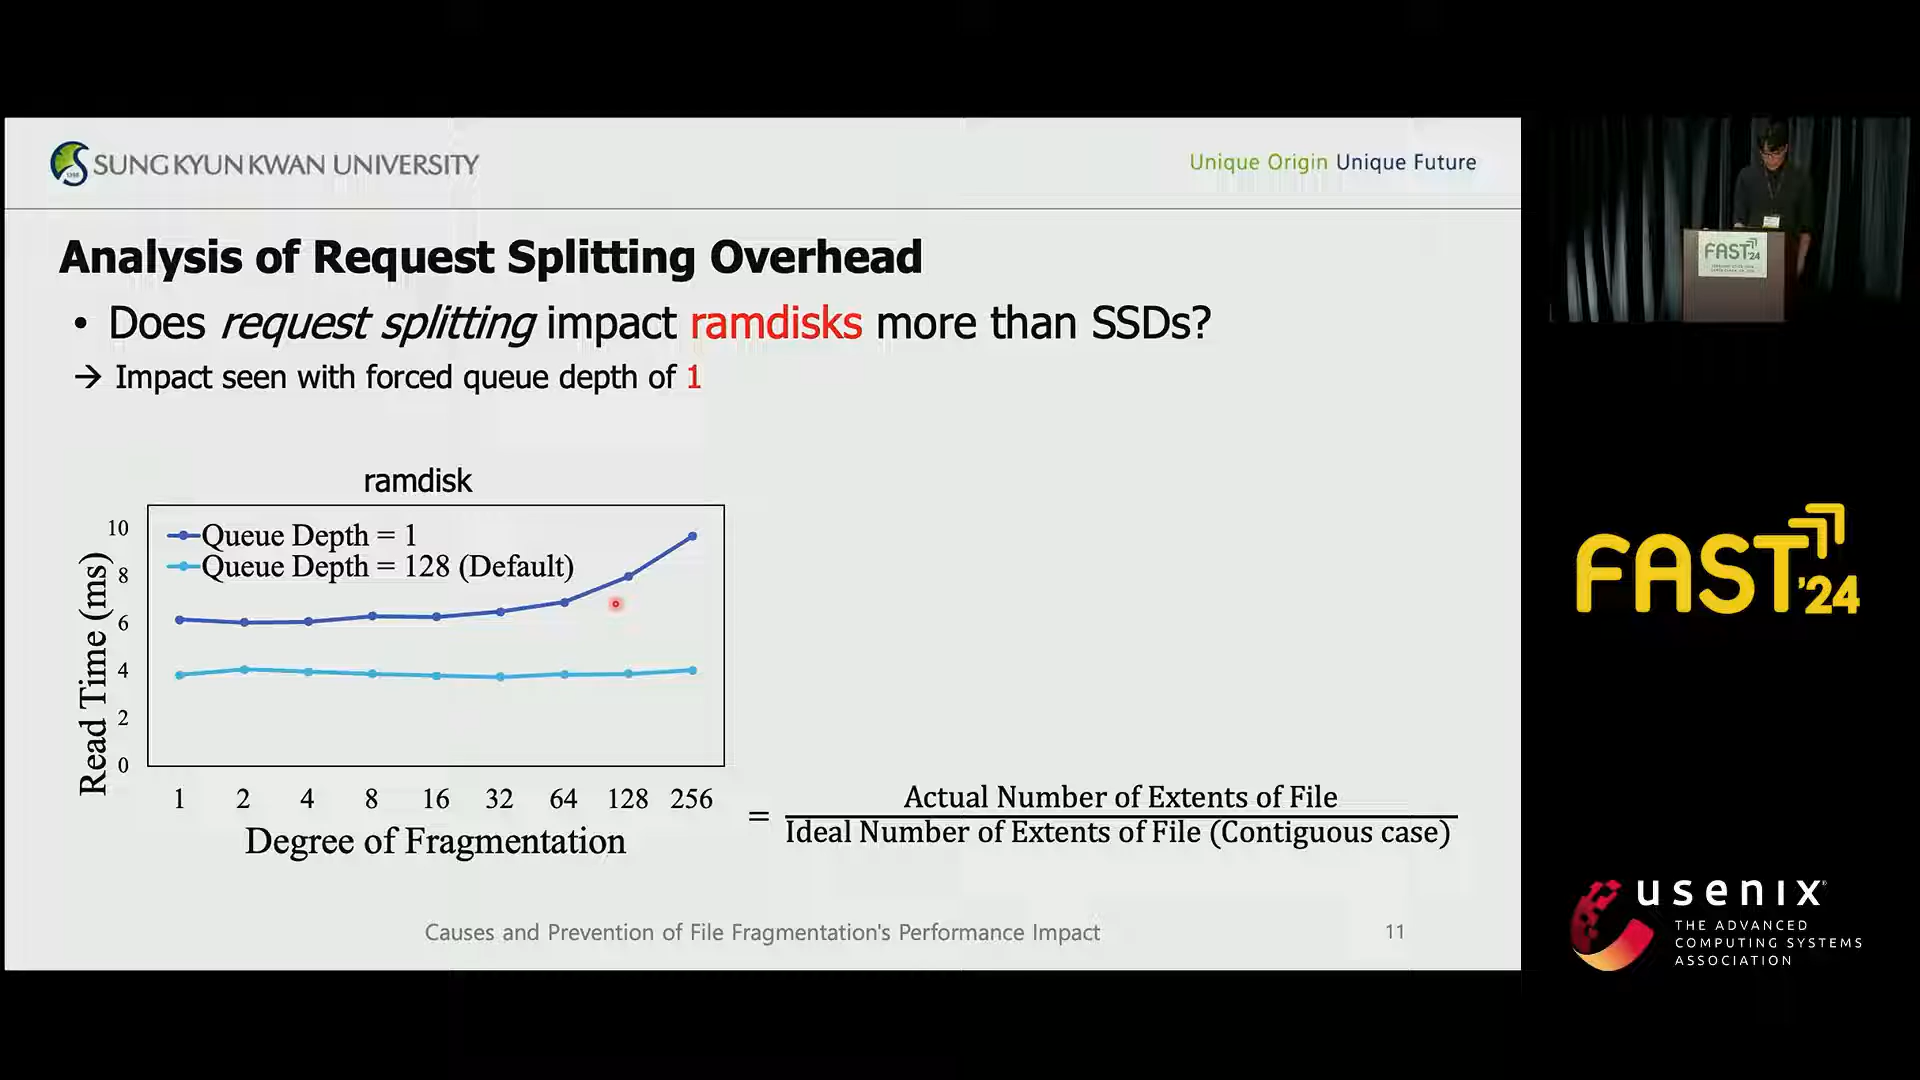 SUNG KYUN KWAN UNIVERSITY
Unique Origin Unique Future
Analysis of Request Splitting Overhead
• Does request splitting impact ramdisks more than SSDs?
→ Impact seen with forced queue depth of 1
ramdisk
Queue Depth = 1
Queue Depth = 128 (Default)
Read Time (ms)
10
8
6
4
2
0
1 2 4 8 16 32 64 128 256
Degree of Fragmentation
=
Actual Number of Extents of File
Ideal Number of Extents of File (Contiguous case)
Causes and Prevention of File Fragmentation's Performance Impact
11
FAST'24
FAST'24
usenix
THE ADVANCED
COMPUTING SYSTEMS
ASSOCIATION